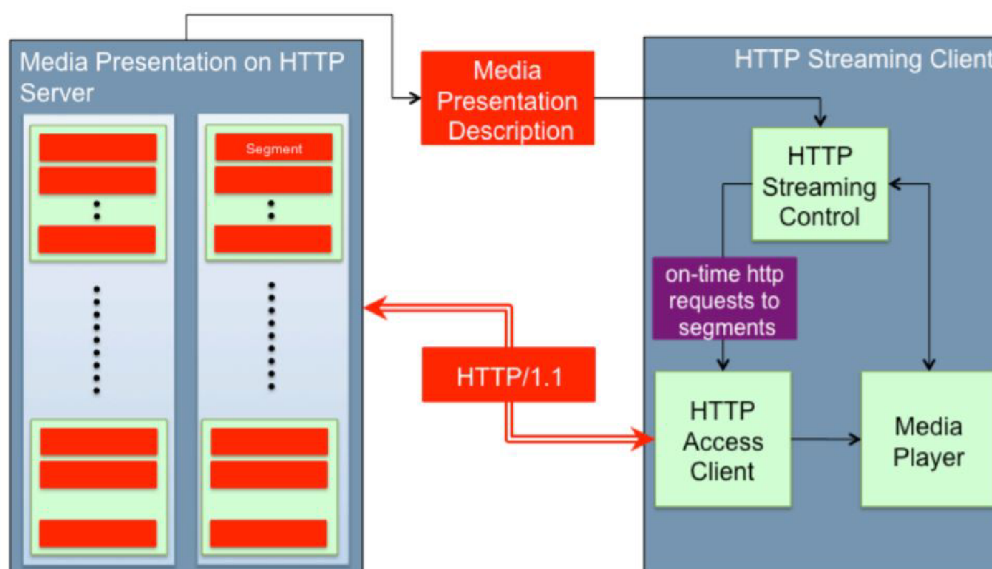 Media Presentation on HTTP
Server
Segment
Media
Presentation
Description
HTTP/1.1
HTTP Streaming Client
HTTP
Streaming
Control
on-time http
requests to
segments
HTTP
Access
Client
Media
Player